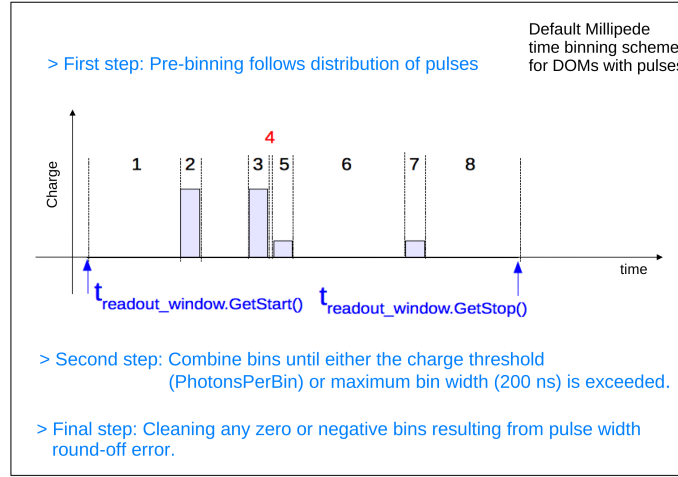 Default Millipede
time binning scheme
for DOMs with pulses
> First step: Pre-binning follows distribution of pulses
4
1 2 3 5 6 7 8
Charge
time
t readout_window.GetStart() t readout_window.GetStop()
> Second step: Combine bins until either the charge threshold
(PhotonsPerBin) or maximum bin width (200 ns) is exceeded.
> Final step: Cleaning any zero or negative bins resulting from pulse width
round-off error.